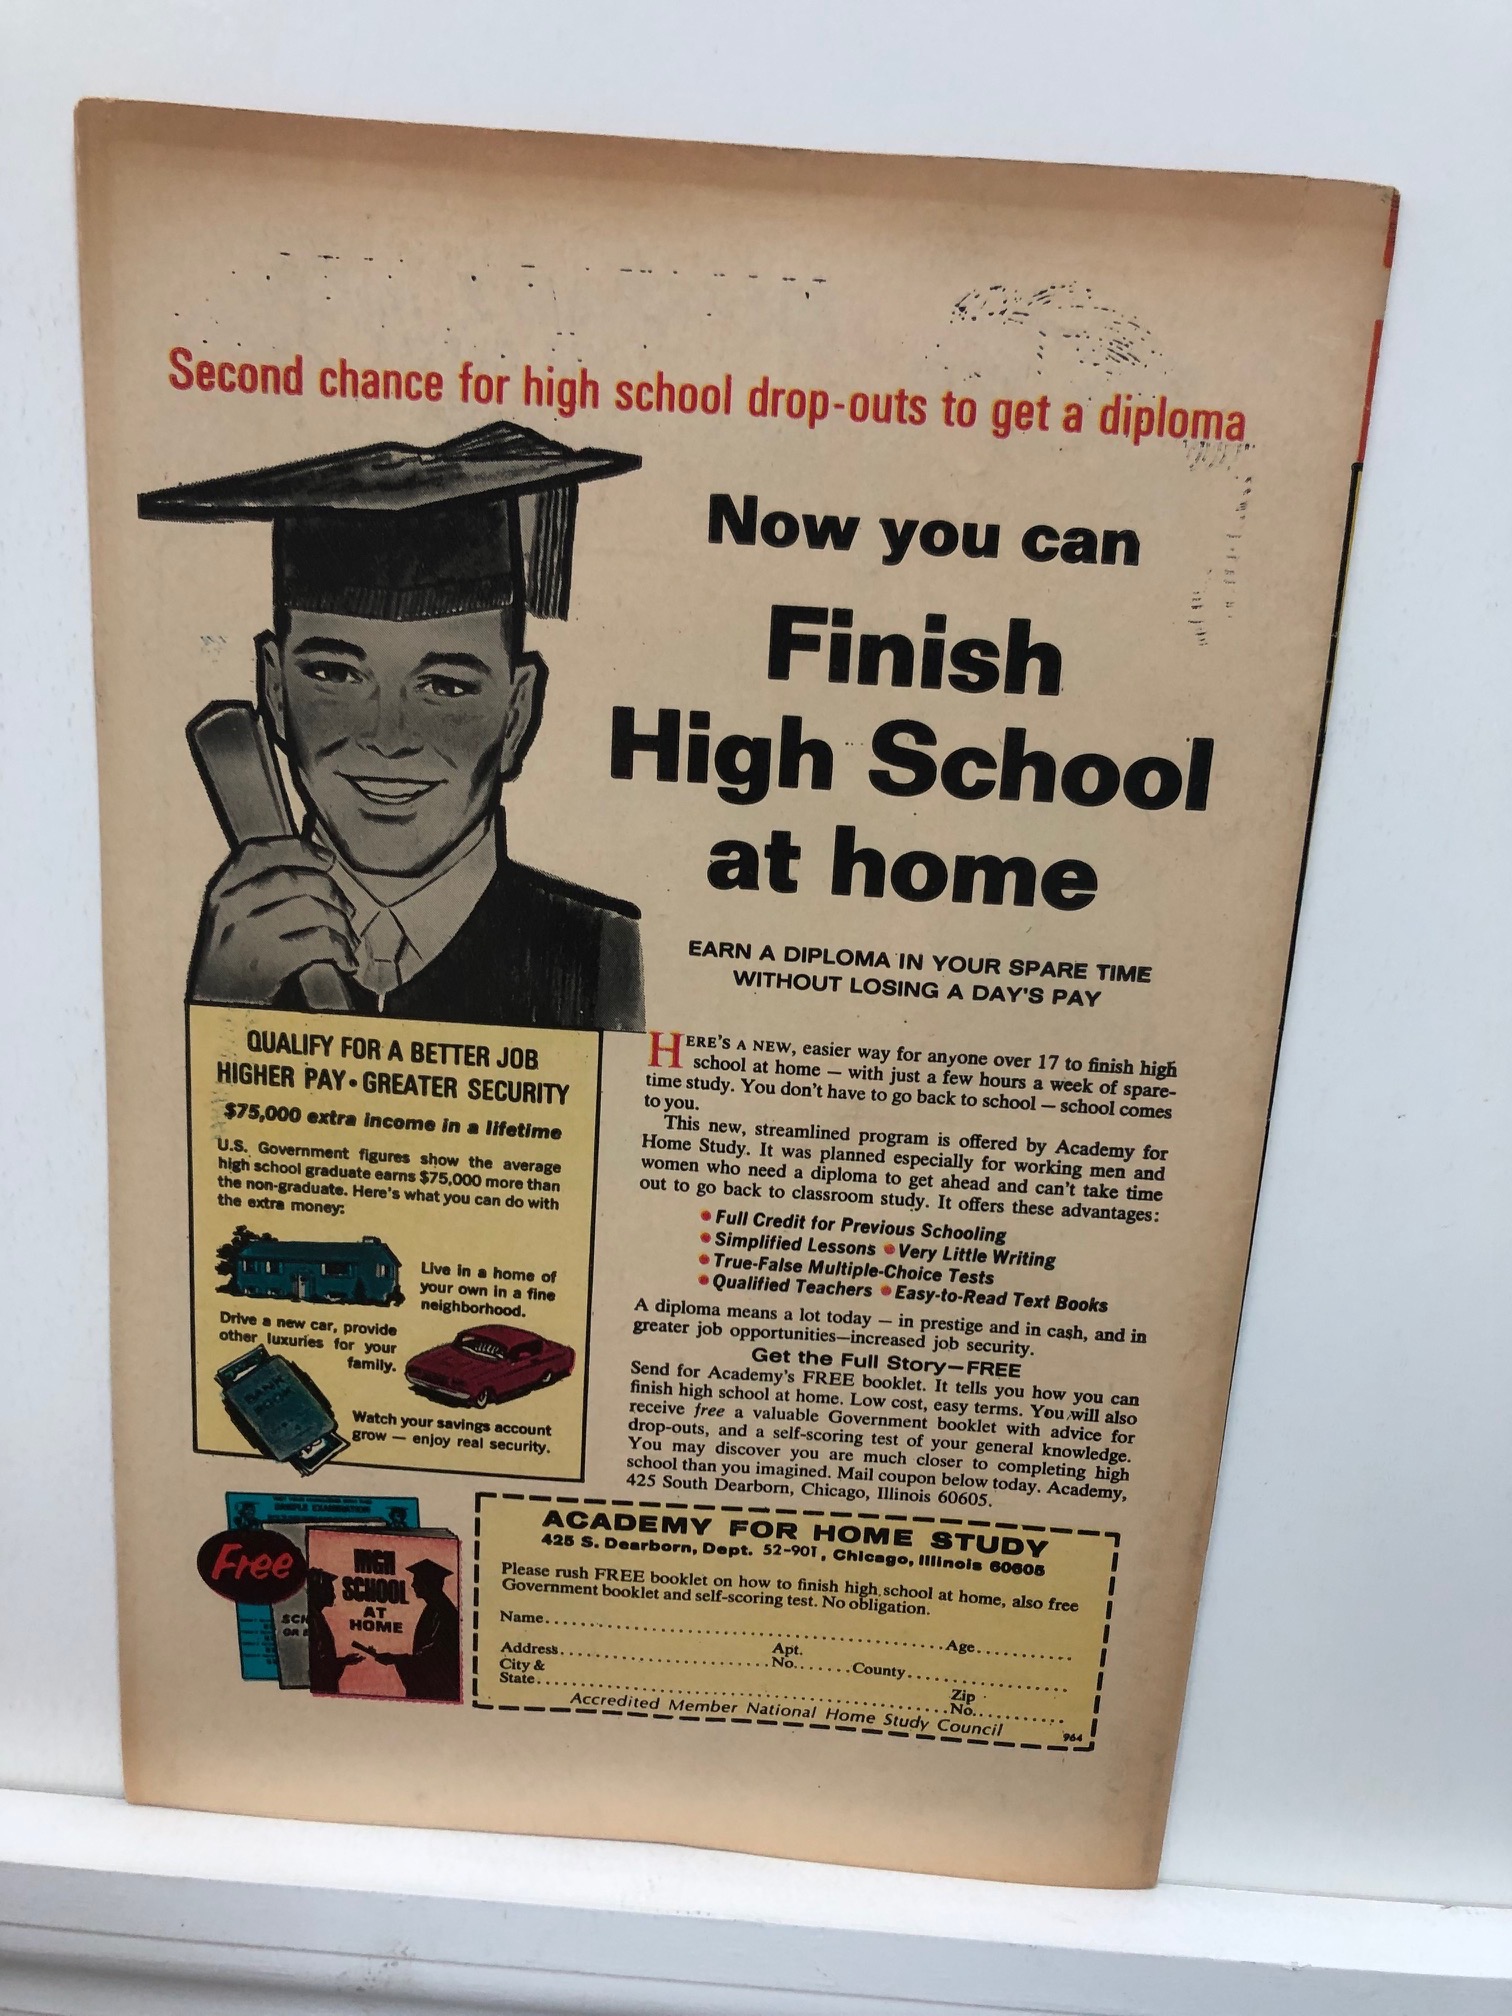 Second chance for high school drop-outs to get a diploma
Now you can
Finish
High School
at home
EARN A DIPLOMA IN YOUR SPARE TIME
WITHOUT LOSING A DAY'S PAY
QUALIFY FOR A BETTER JOB
HIGHER PAY • GREATER SECURITY
$75,000 extra income in a lifetime
U.S. Government figures show the average
high school graduate earns $75,000 more than
the non-graduate. Here's what you can do with
the extra money:
Live in a home of
your own in a fine
neighborhood.
Drive a new car, provide
other luxuries for your
family.
BANK
Watch your savings account
grow — enjoy real security.
HERE'S A NEW, easier way for anyone over 17 to finish high
school at home — with just a few hours a week of spare-
time study. You don't have to go back to school — school comes
to you.
This new, streamlined program is offered by Academy for
Home Study. It was planned especially for working men and
women who need a diploma to get ahead and can't take time
out to go back to classroom study. It offers these advantages:
• Full Credit for Previous Schooling
• Simplified Lessons • Very Little Writing
• True-False Multiple-Choice Tests
• Qualified Teachers • Easy-to-Read Text Books
A diploma means a lot today — in prestige and in cash, and in
greater job opportunities—increased job security.
Get the Full Story—FREE
Send for Academy's FREE booklet. It tells you how you can
finish high school at home. Low cost, easy terms. You will also
receive free a valuable Government booklet with advice for
drop-outs, and a self-scoring test of your general knowledge.
You may discover you are much closer to completing high
school than you imagined. Mail coupon below today. Academy,
425 South Dearborn, Chicago, Illinois 60605.
SAMPLE EXAMINATION
Free
HIGH
SCHOOL
AT
HOME
SCH
OR
ACADEMY FOR HOME STUDY
425 S. Dearborn, Dept. 52-901, Chicago, Illinois 60605
Please rush FREE booklet on how to finish high school at home, also free
Government booklet and self-scoring test. No obligation.
Name.......... Age..........
Address.......... Apt. No....... County..........
City &
State.......... Zip No..........
Accredited Member National Home Study Council
964